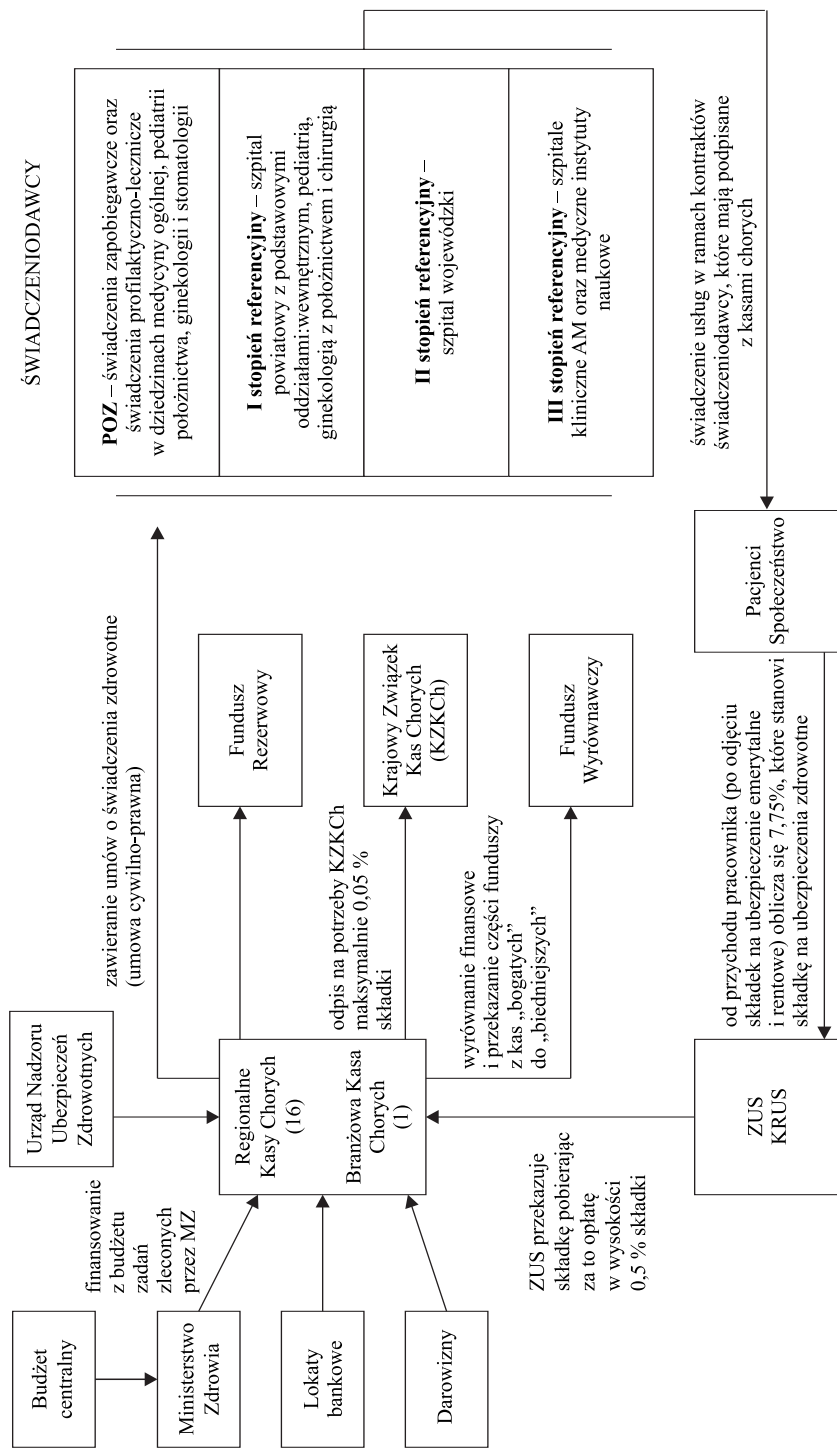 ŚWIADCZENIODAWCY
Urząd Nadzoru
Ubezpieczeń
Zdrowotnych
zawieranie umów o świadczenia zdrowotne
(umowa cywilno-prawna)
POZ – świadczenia zapobiegawcze oraz
świadczenia profilaktyczno-lecznicze
w dziedzinach medycyny ogólnej, pediatrii
położnictwa, ginekologii i stomatologii
I stopień referencyjny – szpital
powiatowy z podstawowymi
oddziałami:wewnętrznym, pediatrią,
ginekologią z położnictwem i chirurgią
II stopień referencyjny –
szpital wojewódzki
III stopień referencyjny – szpitale
kliniczne AM oraz medyczne instytuty
naukowe
Budżet
centralny
finansowanie
z budżetu
zadań
zleconych
przez MZ
Ministerstwo
Zdrowia
Lokaty
bankowe
Darowizny
Regionalne
Kasy Chorych
(16)
Branżowa Kasa
Chorych
(1)
Fundusz
Rezerwowy
odpis na potrzeby KZKCh
maksymalnie 0,05 %
składki
Krajowy Związek
Kas Chorych
(KZKCh)
wyrównanie finansowe
i przekazanie części funduszy
z kas „bogatych”
do „biedniejszych”
Fundusz
Wyrównawczy
ZUS przekazuje
składkę pobierając
za to opłatę
w wysokości
0,5 % składki
ZUS
KRUS
od przychodu pracownika (po odjęciu
składek na ubezpieczenie emerytalne
i rentowe) oblicza się 7,75%, które stanowi
składkę na ubezpieczenia zdrowotne
Pacjenci
Społeczeństwo
świadczenie usług w ramach kontraktów
świadczeniodawcy, które mają podpisane
z kasami chorych